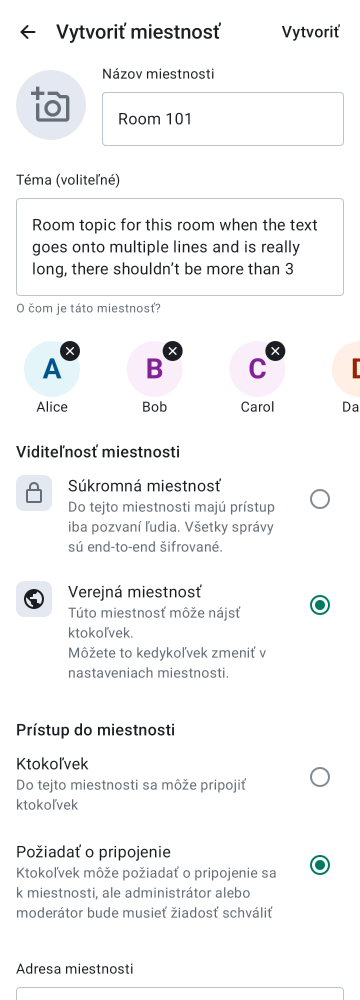 Vytvoriť miestnosť
Vytvoriť
Názov miestnosti
Room 101
Téma (voliteľné)
Room topic for this room when the text
goes onto multiple lines and is really
long, there shouldn't be more than 3
O čom je táto miestnosť?
A
B
C
D
Alice
Bob
Carol
Da
Viditeľnosť miestnosti
Súkromná miestnosť
Do tejto miestnosti majú prístup
iba pozvaní ľudia. Všetky správy
sú end-to-end šifrované.
Verejná miestnosť
Túto miestnosť môže nájsť
ktokoľvek.
Môžete to kedykoľvek zmeniť v
nastaveniach miestnosti.
Prístup do miestnosti
Ktokoľvek
Do tejto miestnosti sa môže pripojiť
ktokoľvek
Požiadať o pripojenie
Ktokoľvek môže požiadať o pripojenie sa
k miestnosti, ale administrátor alebo
moderátor bude musieť žiadosť schváliť
Adresa miestnosti